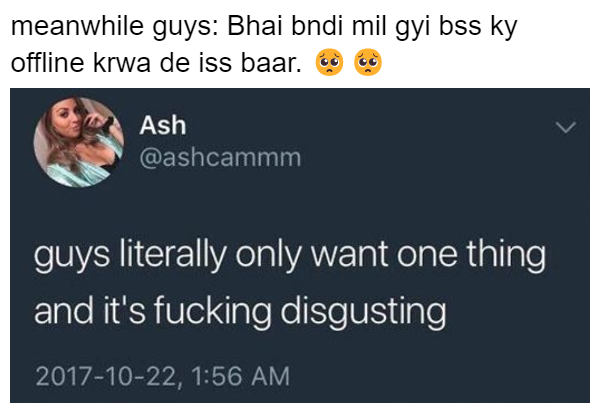 meanwhile guys: Bhai bndi mil gyi bss ky
offline krwa de iss baar. 🥺 🥺
Ash
@ashcammm
guys literally only want one thing
and it's fucking disgusting
2017-10-22, 1:56 AM